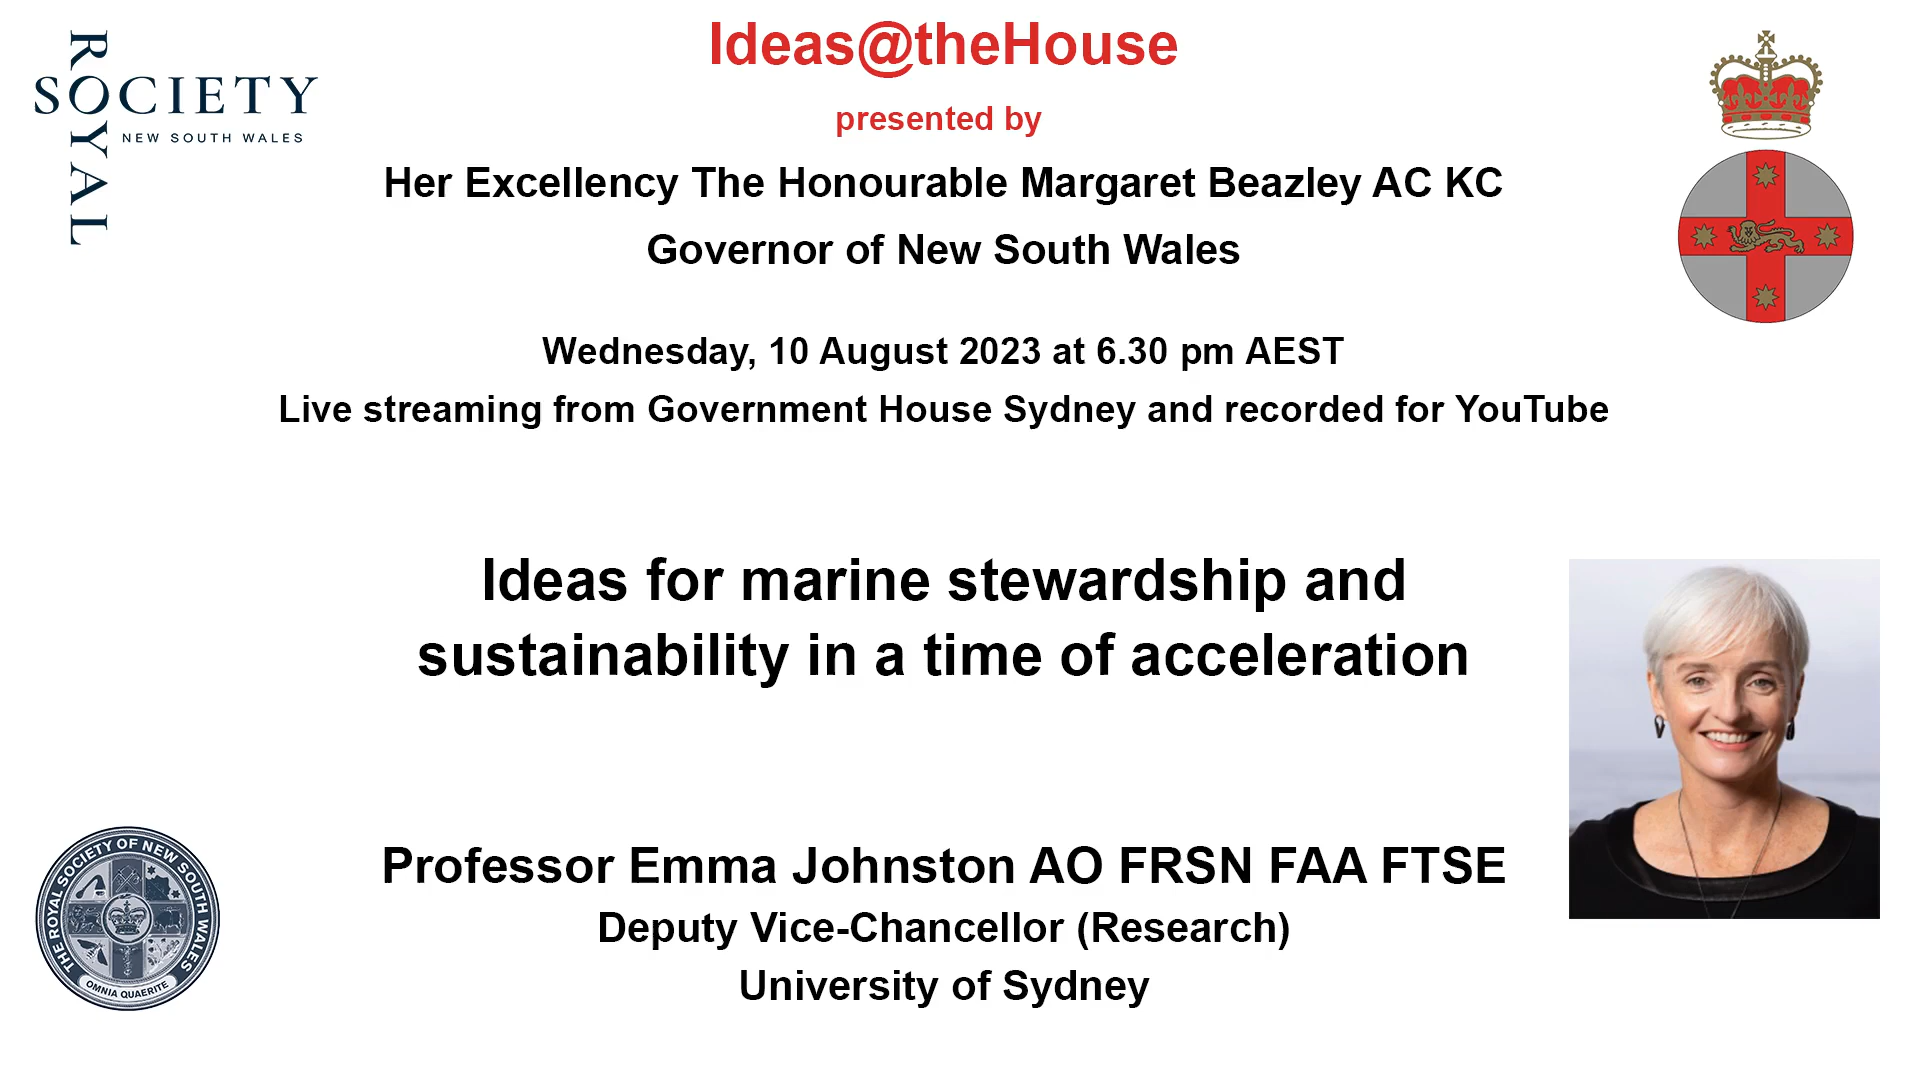 ROYAL
SOCIETY
NEW SOUTH WALES
Ideas@theHouse
presented by
Her Excellency The Honourable Margaret Beazley AC KC
Governor of New South Wales
Wednesday, 10 August 2023 at 6.30 pm AEST
Live streaming from Government House Sydney and recorded for YouTube
Ideas for marine stewardship and
sustainability in a time of acceleration
Professor Emma Johnston AO FRSN FAA FTSE
Deputy Vice-Chancellor (Research)
University of Sydney
THE ROYAL SOCIETY OF NEW SOUTH WALES
OMNIA QUAERITE